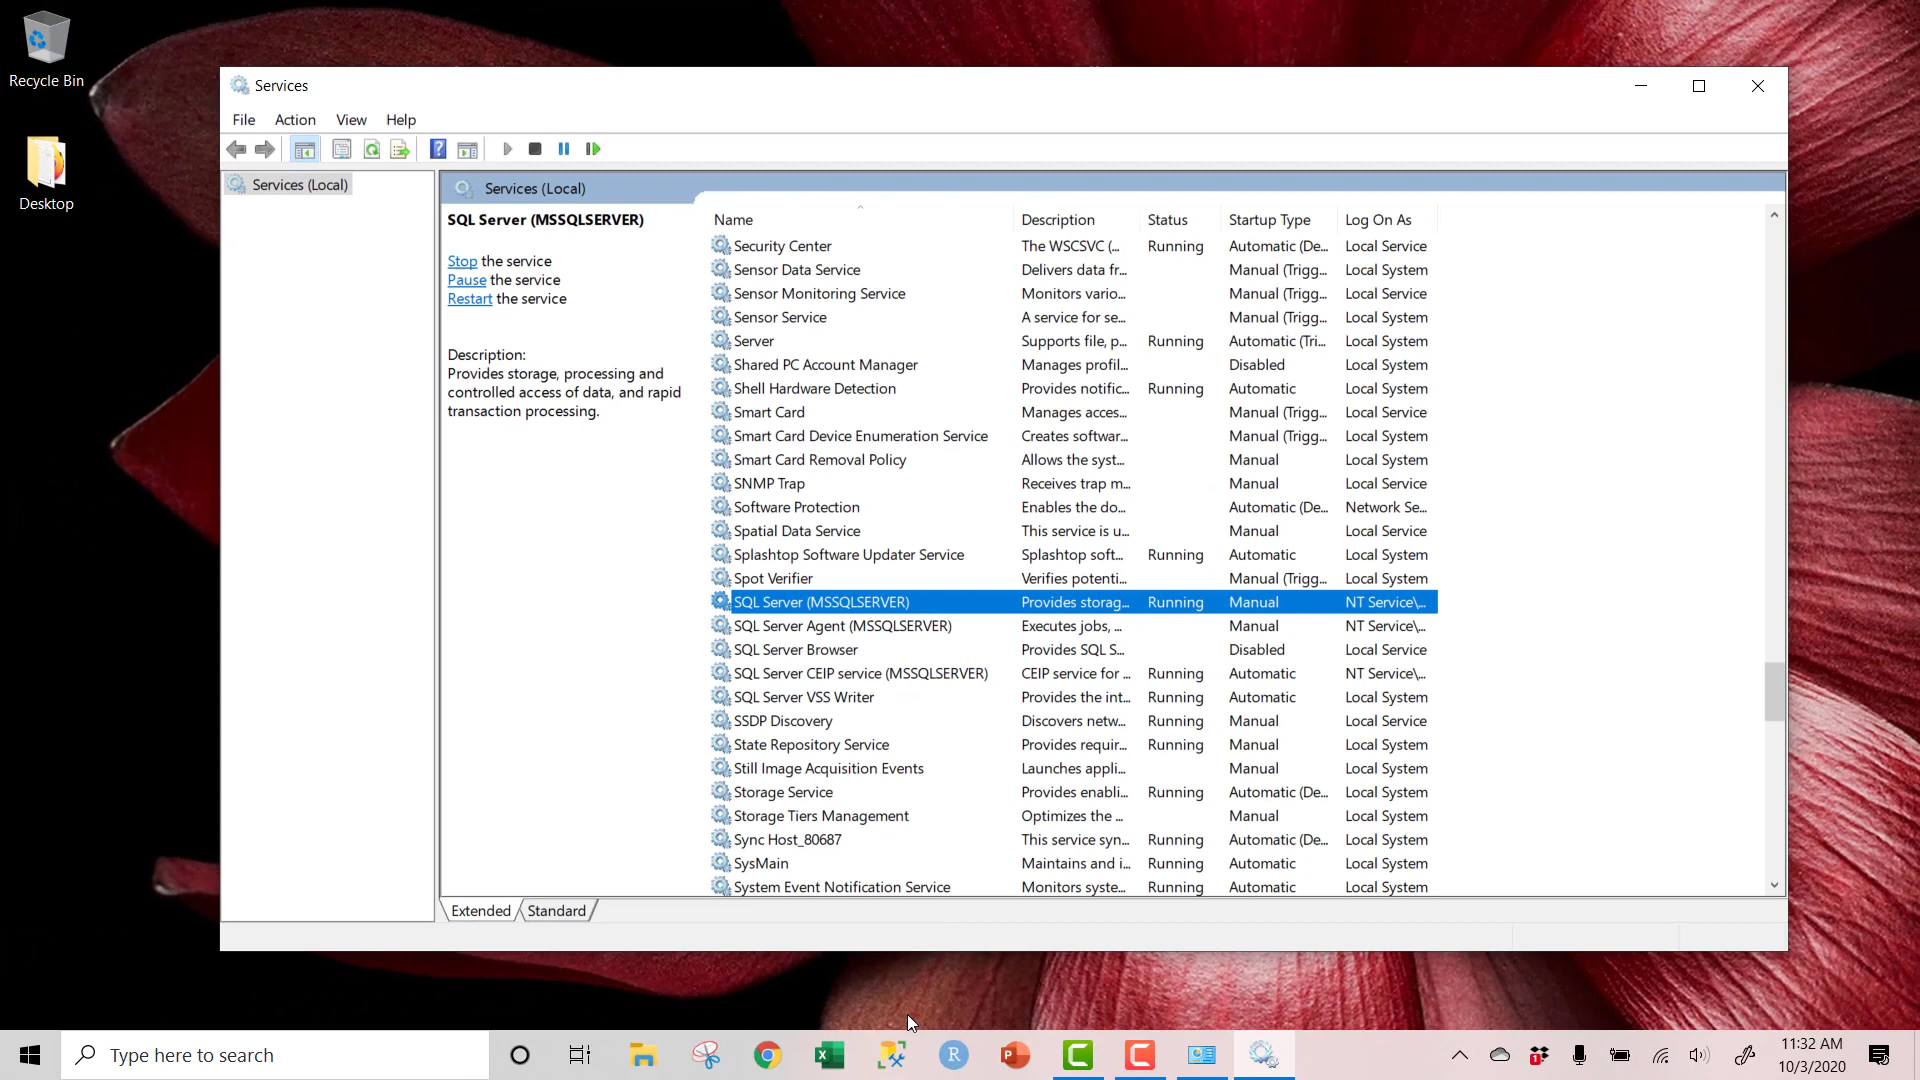 Recycle Bin
Desktop
Services
File Action View Help
Services (Local)
Services (Local)
SQL Server (MSSQLSERVER)
Stop the service
Pause the service
Restart the service
Description:
Provides storage, processing and
controlled access of data, and rapid
transaction processing.
Name Description Status Startup Type Log On As
Security Center The WSCSVC (... Running Automatic (De... Local Service
Sensor Data Service Delivers data fr... Manual (Trigg... Local System
Sensor Monitoring Service Monitors vario... Manual (Trigg... Local Service
Sensor Service A service for se... Manual (Trigg... Local System
Server Supports file, p... Running Automatic (Tri... Local System
Shared PC Account Manager Manages profil... Disabled Local System
Shell Hardware Detection Provides notific... Running Automatic Local System
Smart Card Manages acces... Manual (Trigg... Local Service
Smart Card Device Enumeration Service Creates softwar... Manual (Trigg... Local System
Smart Card Removal Policy Allows the syst... Manual Local System
SNMP Trap Receives trap m... Manual Local Service
Software Protection Enables the do... Automatic (De... Network Se...
Spatial Data Service This service is u... Manual Local Service
Splashtop Software Updater Service Splashtop soft... Running Automatic Local System
Spot Verifier Verifies potenti... Manual (Trigg... Local System
SQL Server (MSSQLSERVER) Provides storag... Running Manual NT Service\...
SQL Server Agent (MSSQLSERVER) Executes jobs, ... Manual NT Service\...
SQL Server Browser Provides SQL S... Disabled Local Service
SQL Server CEIP service (MSSQLSERVER) CEIP service for ... Running Automatic NT Service\...
SQL Server VSS Writer Provides the int... Running Automatic Local System
SSDP Discovery Discovers netw... Running Manual Local Service
State Repository Service Provides requir... Running Manual Local System
Still Image Acquisition Events Launches appli... Manual Local System
Storage Service Provides enabli... Running Automatic (De... Local System
Storage Tiers Management Optimizes the ... Manual Local System
Sync Host_80687 This service syn... Running Automatic (De... Local System
SysMain Maintains and i... Running Automatic Local System
System Event Notification Service Monitors syste... Running Automatic Local System
Extended Standard
Type here to search
11:32 AM
10/3/2020